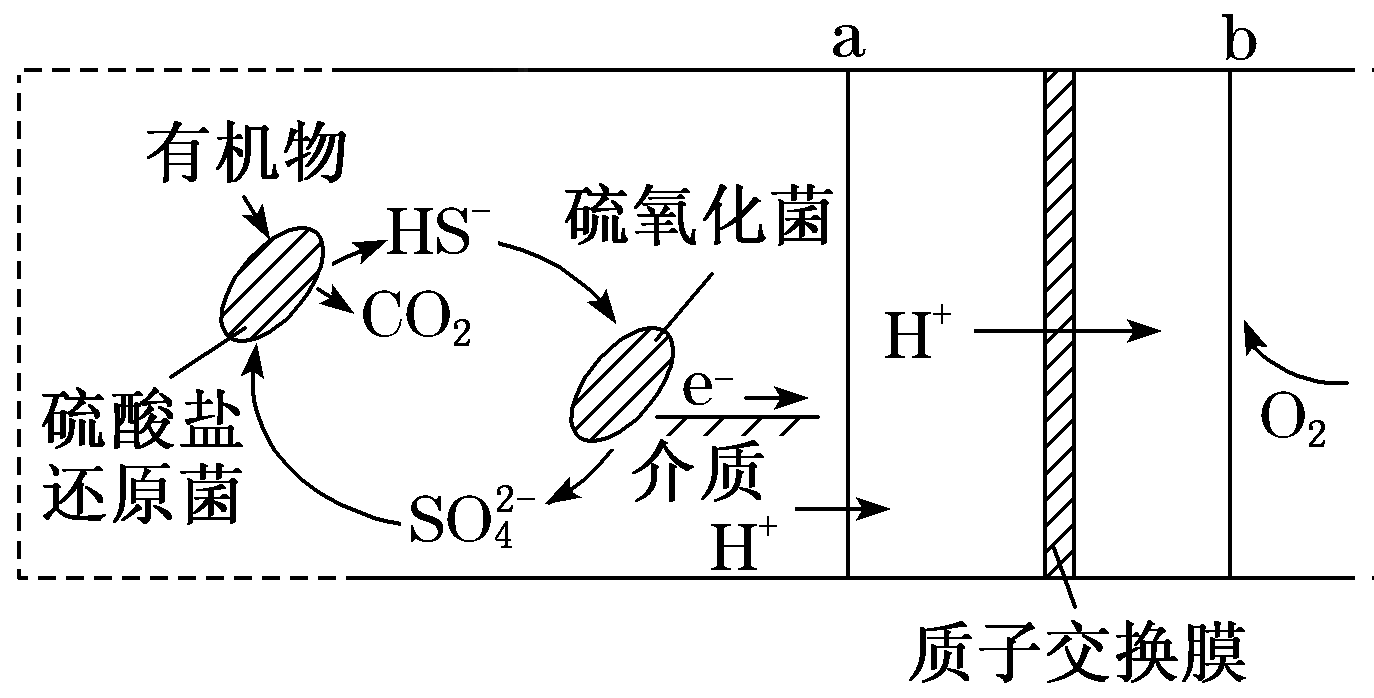 a
b
有机物
HS⁻
硫氧化菌
CO₂
H⁺
e⁻
O₂
硫酸盐
还原菌
介质
SO₄²⁻
H⁺
质子交换膜